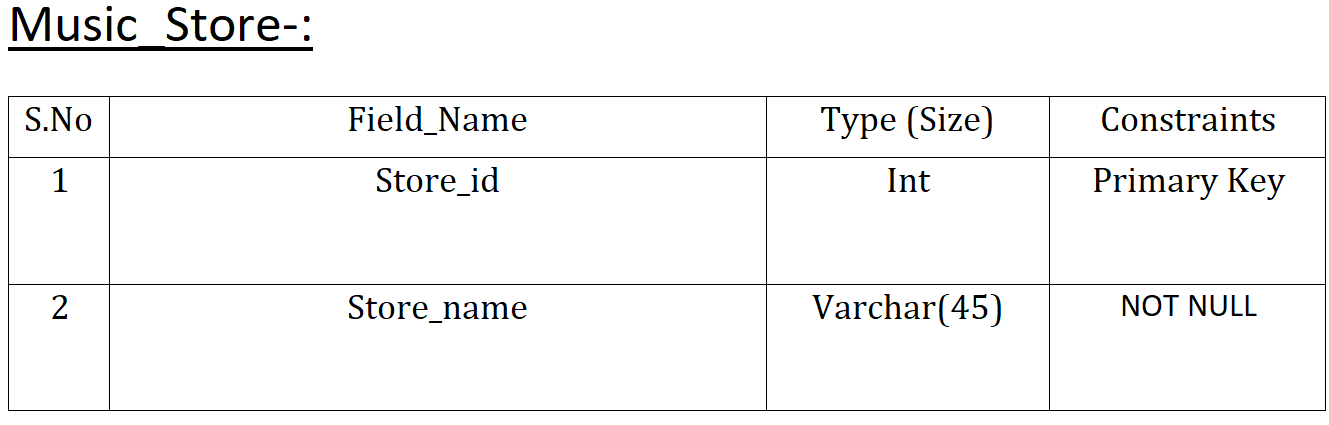 Music_Store-:
S.No Field_Name Type (Size) Constraints
1 Store_id Int Primary Key
2 Store_name Varchar(45) NOT NULL